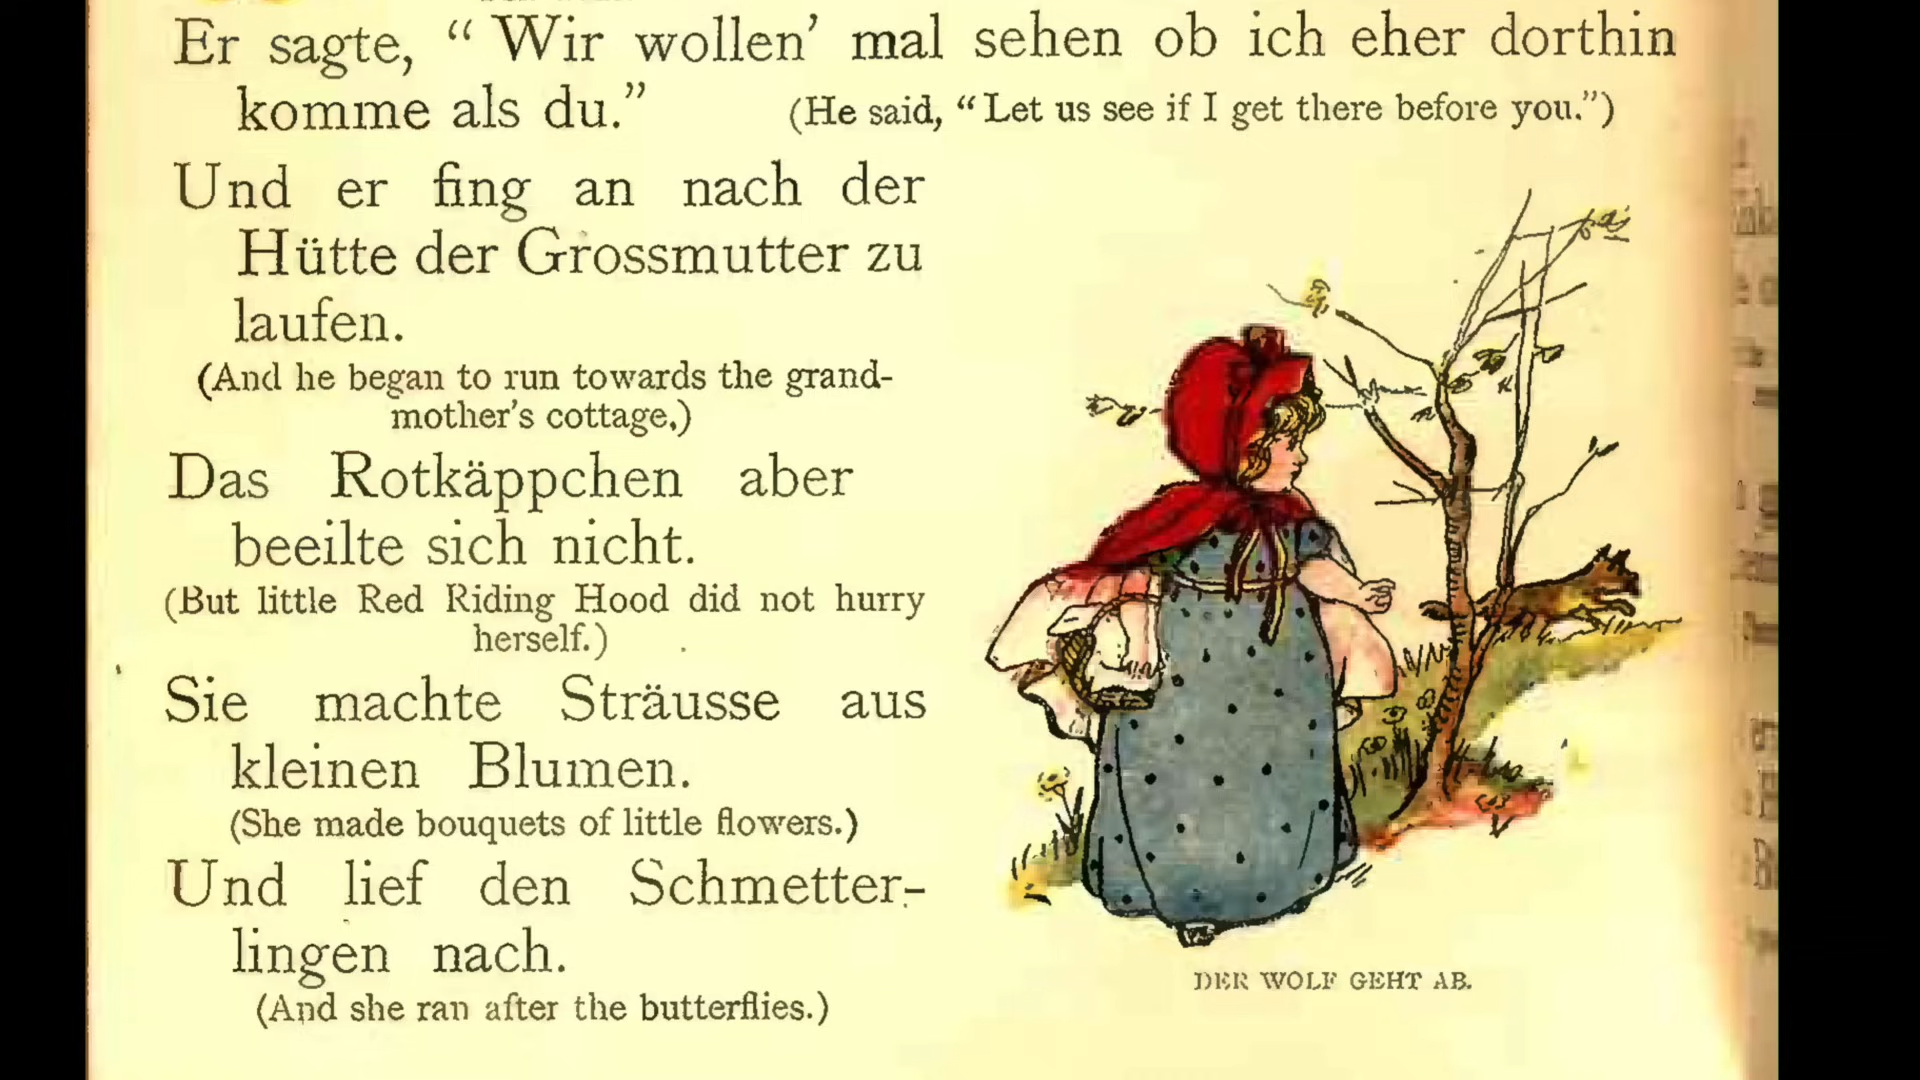 Er sagte, “ Wir wollen’ mal sehen ob ich eher dorthin
komme als du.” (He said, “ Let us see if I get there before you.”)
Und er fing an nach der
Hütte der Grossmutter zu
laufen.
(And he began to run towards the grand-
mother’s cottage.)
Das Rotkäppchen aber
beeilte sich nicht.
(But little Red Riding Hood did not hurry
herself.)
Sie machte Sträusse aus
kleinen Blumen.
(She made bouquets of little flowers.)
Und lief den Schmetter-
lingen nach.
(And she ran after the butterflies.)
DER WOLF GEHT AB.